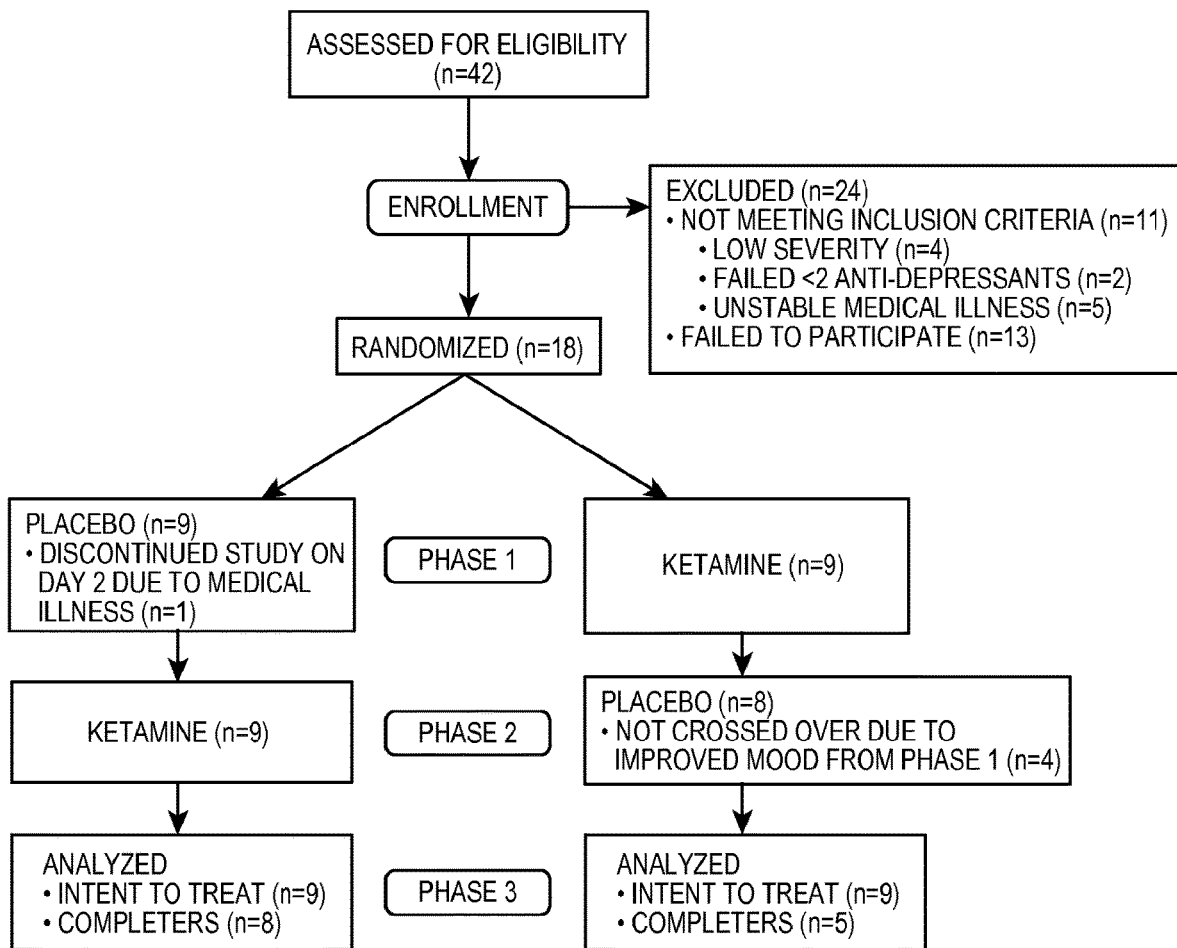 ASSESSED FOR ELIGIBILITY
(n=42)
ENROLLMENT
EXCLUDED (n=24)
• NOT MEETING INCLUSION CRITERIA (n=11)
• LOW SEVERITY (n=4)
• FAILED <2 ANTI-DEPRESSANTS (n=2)
• UNSTABLE MEDICAL ILLNESS (n=5)
• FAILED TO PARTICIPATE (n=13)
RANDOMIZED (n=18)
PLACEBO (n=9)
• DISCONTINUED STUDY ON
DAY 2 DUE TO MEDICAL
ILLNESS (n=1)
PHASE 1
KETAMINE (n=9)
KETAMINE (n=9)
PHASE 2
PLACEBO (n=8)
• NOT CROSSED OVER DUE TO
IMPROVED MOOD FROM PHASE 1 (n=4)
ANALYZED
• INTENT TO TREAT (n=9)
• COMPLETERS (n=8)
PHASE 3
ANALYZED
• INTENT TO TREAT (n=9)
• COMPLETERS (n=5)